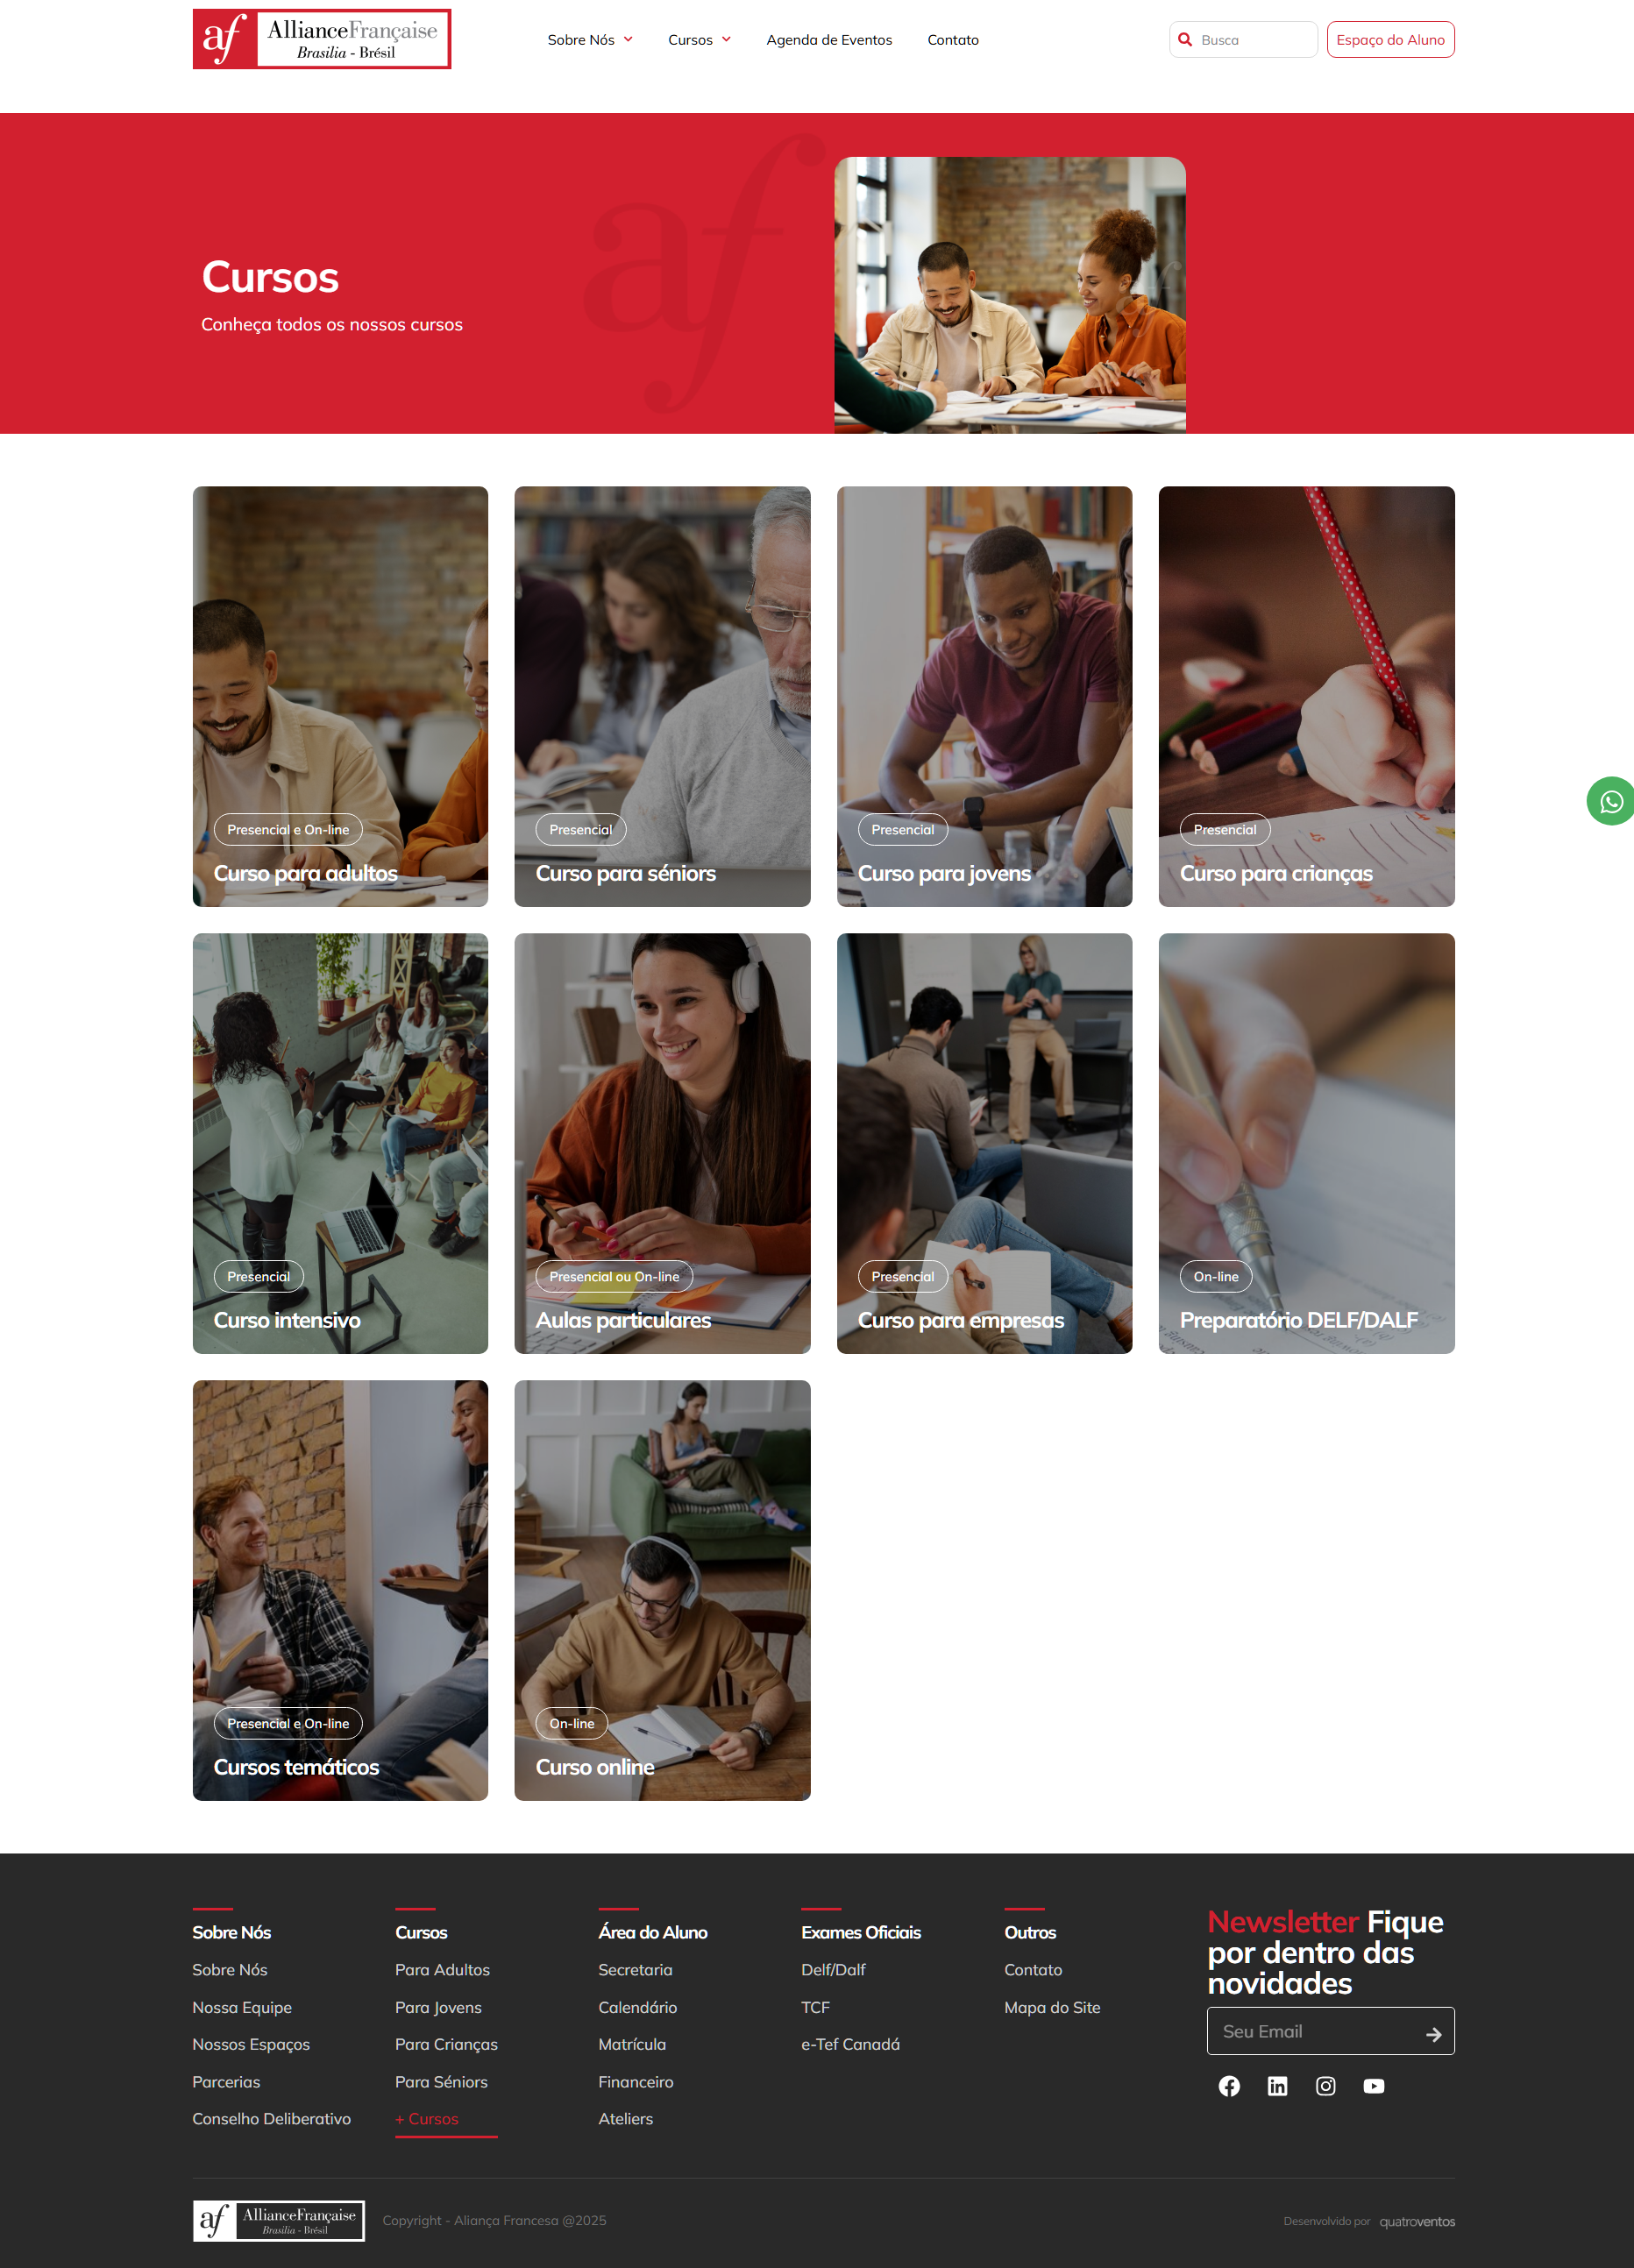 af AllianceFrançaise
Brasilia - Brésil
Sobre Nós
Cursos
Agenda de Eventos
Contato
Busca
Espaço do Aluno
af
Cursos
Conheça todos os nossos cursos
Presencial e On-line
Curso para adultos
Presencial
Curso para séniors
Presencial
Curso para jovens
Presencial
Curso para crianças
Presencial
Curso intensivo
Presencial ou On-line
Aulas particulares
Presencial
Curso para empresas
On-line
Preparatório DELF/DALF
Presencial e On-line
Cursos temáticos
On-line
Curso online
Sobre Nós
Sobre Nós
Nossa Equipe
Nossos Espaços
Parcerias
Conselho Deliberativo
Cursos
Para Adultos
Para Jovens
Para Crianças
Para Séniors
+ Cursos
Área do Aluno
Secretaria
Calendário
Matrícula
Financeiro
Ateliers
Exames Oficiais
Delf/Dalf
TCF
e-Tef Canadá
Outros
Contato
Mapa do Site
Newsletter Fique
por dentro das
novidades
Seu Email
af AllianceFrançaise
Brasilia - Brésil
Copyright - Aliança Francesa @2025
Desenvolvido por quatroventos